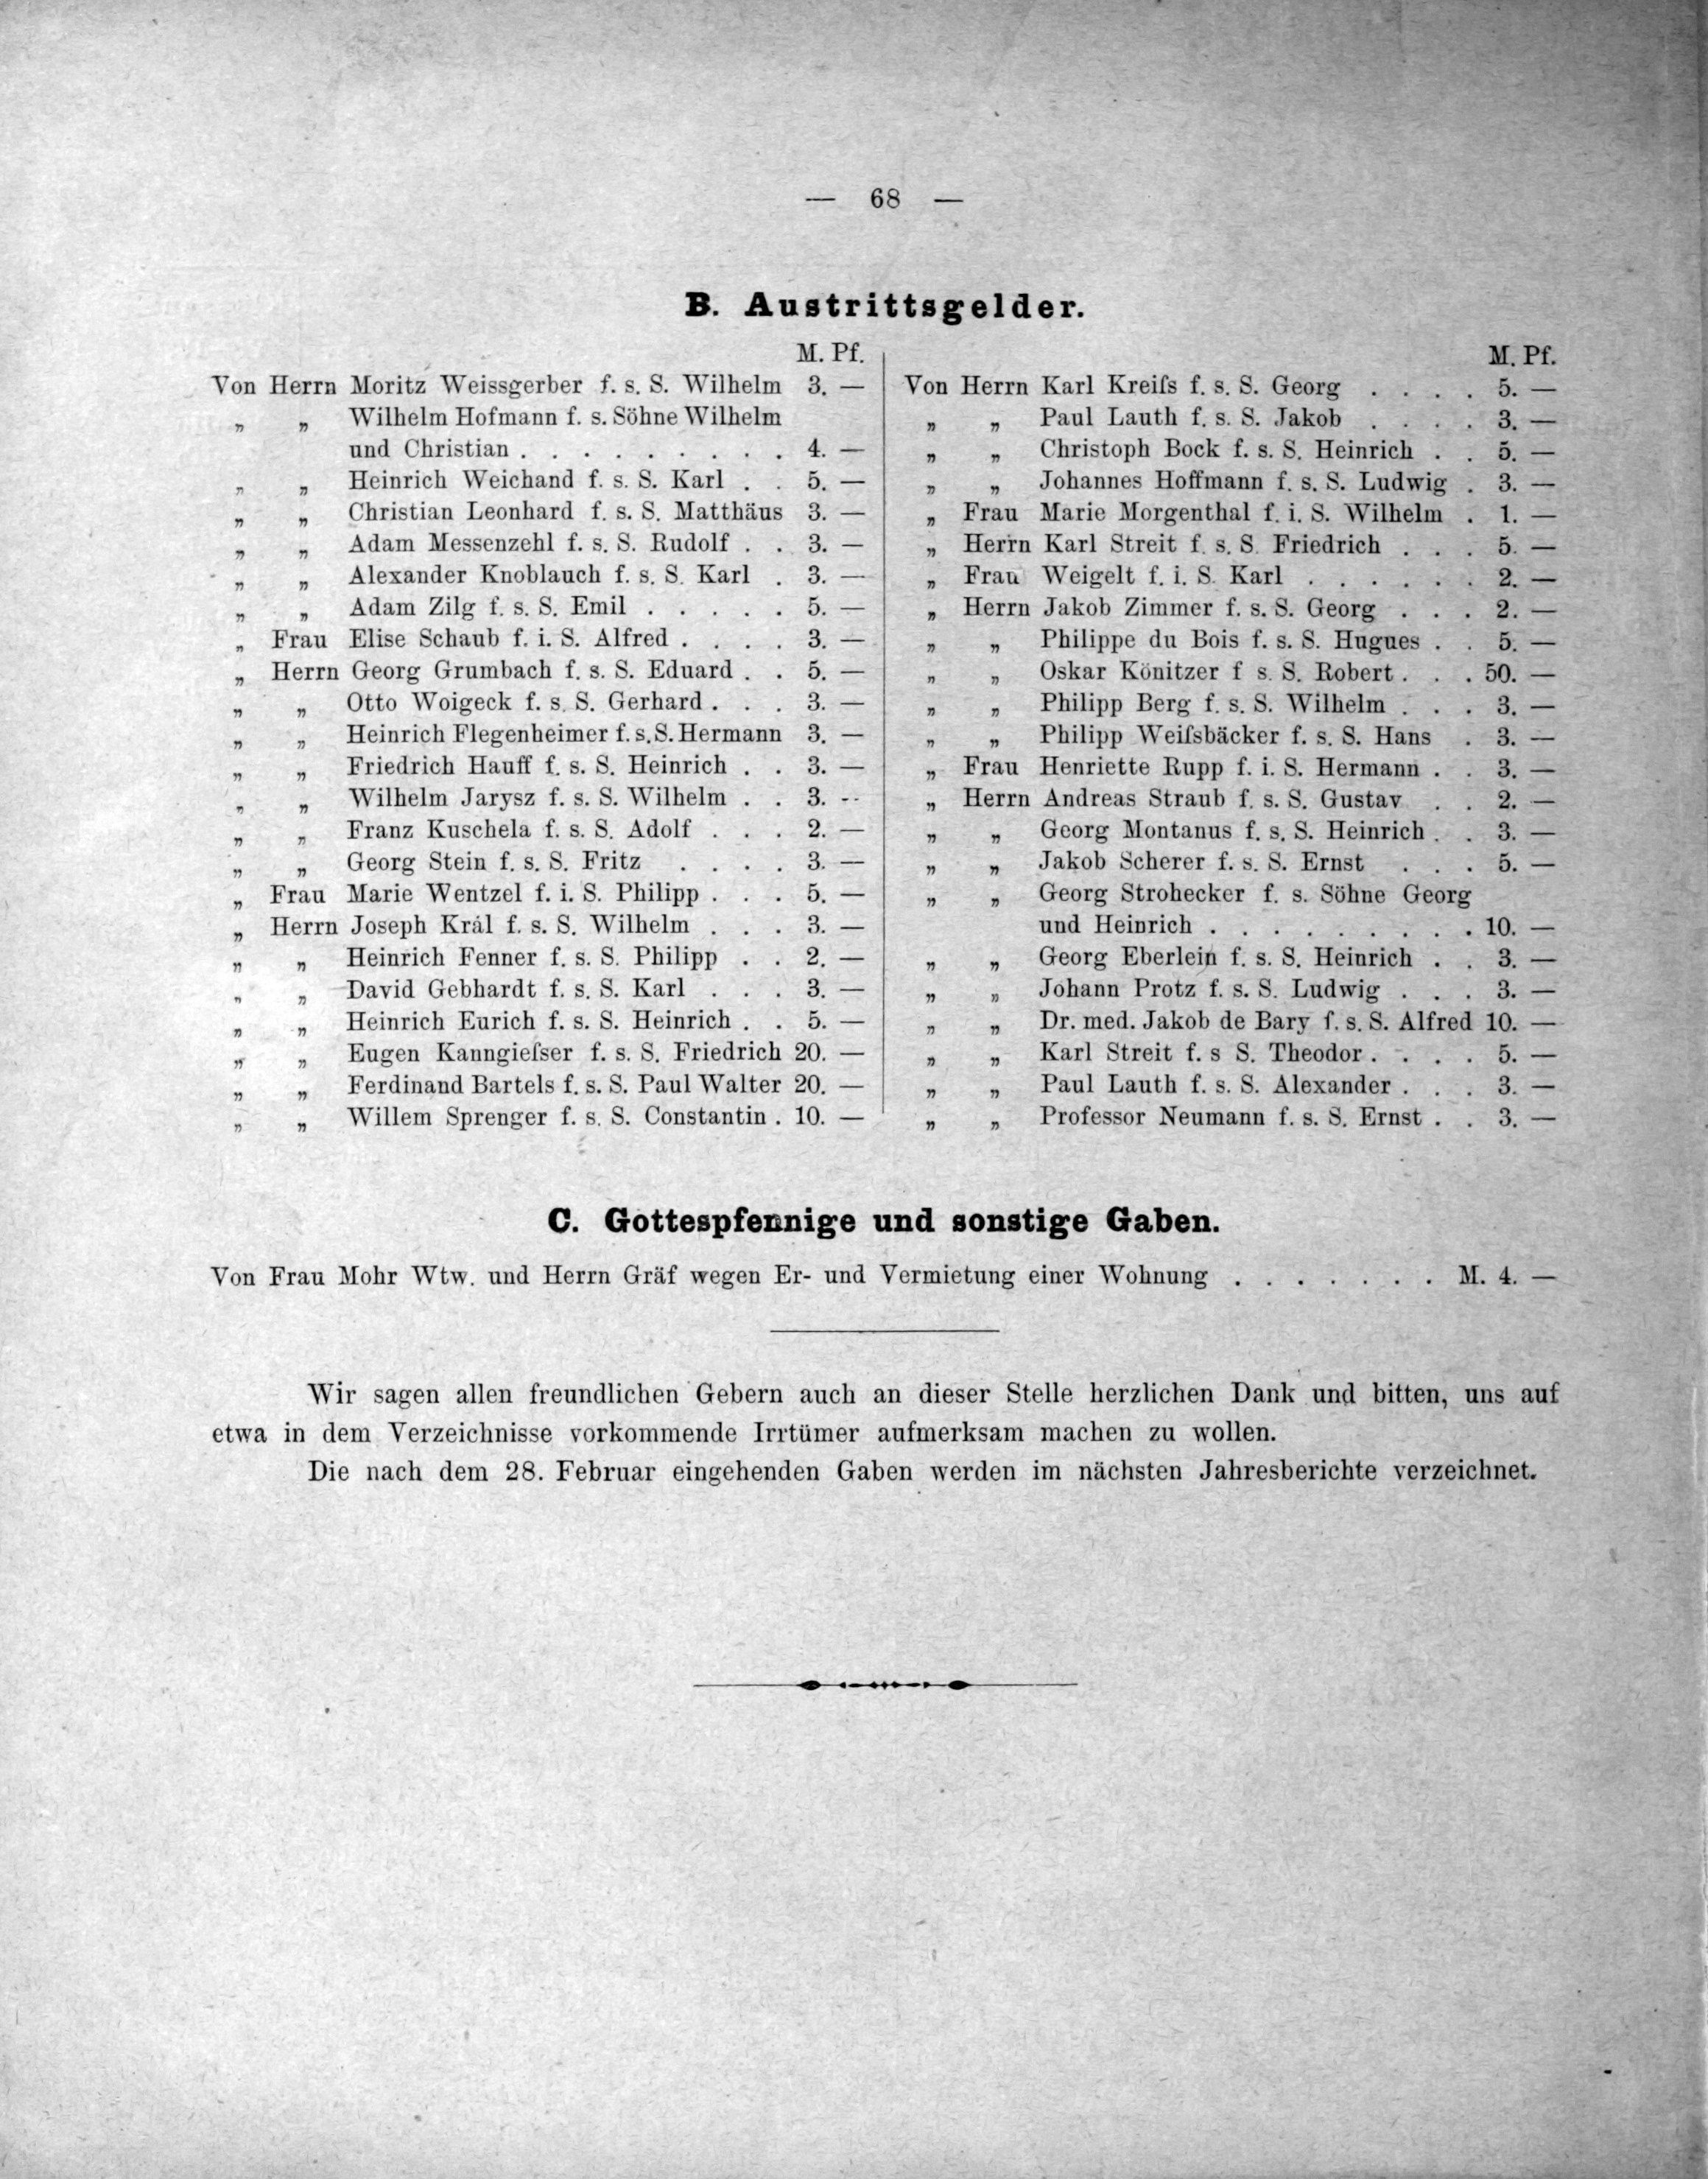 — 68 —
B. Austrittsgelder.
M. Pf.
Von Herrn Moritz Weissgerber f. s. S. Wilhelm 3. —
„ „ Wilhelm Hofmann f. s. Söhne Wilhelm
und Christian . . . . . . . . . 4. —
„ „ Heinrich Weichand f. s. S. Karl . . 5. —
„ „ Christian Leonhard f. s. S. Matthäus 3. —
„ „ Adam Messenzehl f. s. S. Rudolf . . 3. —
„ „ Alexander Knoblauch f. s. S. Karl . 3. —
„ „ Adam Zilg f. s. S. Emil . . . . . 5. —
„ Frau Elise Schaub f. i. S. Alfred . . . . 3. —
„ Herrn Georg Grumbach f. s. S. Eduard . . 5. —
„ „ Otto Woigeck f. s. S. Gerhard . . . 3. —
„ „ Heinrich Flegenheimer f. s. S. Hermann 3. —
„ „ Friedrich Hauff f. s. S. Heinrich . . 3. —
„ „ Wilhelm Jarysz f. s. S. Wilhelm . . 3. —
„ „ Franz Kuschela f. s. S. Adolf . . . 2. —
„ „ Georg Stein f. s. S. Fritz . . . . 3. —
„ Frau Marie Wentzel f. i. S. Philipp . . . 5. —
„ Herrn Joseph Král f. s. S. Wilhelm . . . 3. —
„ „ Heinrich Fenner f. s. S. Philipp . . 2. —
„ „ David Gebhardt f. s. S. Karl . . . 3. —
„ „ Heinrich Eurich f. s. S. Heinrich . . 5. —
„ „ Eugen Kanngieſser f. s. S. Friedrich 20. —
„ „ Ferdinand Bartels f. s. S. Paul Walter 20. —
„ „ Willem Sprenger f. s. S. Constantin . 10. —
M. Pf.
Von Herrn Karl Kreiſs f. s. S. Georg . . . . 5. —
„ „ Paul Lauth f. s. S. Jakob . . . . 3. —
„ „ Christoph Bock f. s. S. Heinrich . . 5. —
„ „ Johannes Hoffmann f. s. S. Ludwig . 3. —
„ Frau Marie Morgenthal f. i. S. Wilhelm . 1. —
„ Herrn Karl Streit f. s. S. Friedrich . . . 5. —
„ Frau Weigelt f. i. S. Karl . . . . . . 2. —
„ Herrn Jakob Zimmer f. s. S. Georg . . . 2. —
„ „ Philippe du Bois f. s. S. Hugues . . 5. —
„ „ Oskar Könitzer f s. S. Robert . . . 50. —
„ „ Philipp Berg f. s. S. Wilhelm . . . 3. —
„ „ Philipp Weiſsbäcker f. s. S. Hans . 3. —
„ Frau Henriette Rupp f. i. S. Hermann . . 3. —
„ Herrn Andreas Straub f. s. S. Gustav . . 2. —
„ „ Georg Montanus f. s. S. Heinrich . . 3. —
„ „ Jakob Scherer f. s. S. Ernst . . . 5. —
„ „ Georg Strohecker f. s. Söhne Georg
und Heinrich . . . . . . . . . 10. —
„ „ Georg Eberlein f. s. S. Heinrich . . 3. —
„ „ Johann Protz f. s. S. Ludwig . . . 3. —
„ „ Dr. med. Jakob de Bary f. s. S. Alfred 10. —
„ „ Karl Streit f. s S. Theodor . . . . 5. —
„ „ Paul Lauth f. s. S. Alexander . . . 3. —
„ „ Professor Neumann f. s. S. Ernst . . 3. —
C. Gottespfennige und sonstige Gaben.
Von Frau Mohr Wtw. und Herrn Gräf wegen Er- und Vermietung einer Wohnung . . . . . . . M. 4. —
Wir sagen allen freundlichen Gebern auch an dieser Stelle herzlichen Dank und bitten, uns auf
etwa in dem Verzeichnisse vorkommende Irrtümer aufmerksam machen zu wollen.
Die nach dem 28. Februar eingehenden Gaben werden im nächsten Jahresberichte verzeichnet.